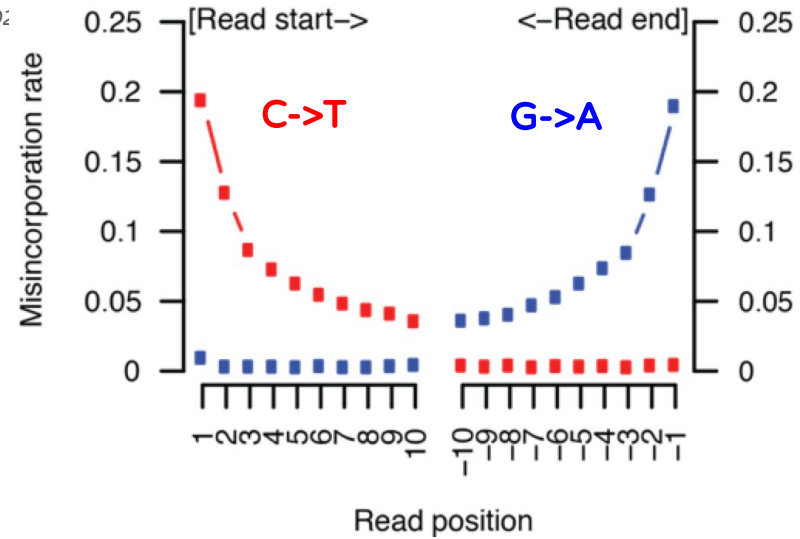 [Read start–>
<–Read end]
C->T
G->A
Misincorporation rate
0.25
0.2
0.15
0.1
0.05
0
0.25
0.2
0.15
0.1
0.05
0
1 2 3 4 5 6 7 8 9 10
−10 −9 −8 −7 −6 −5 −4 −3 −2 −1
Read position